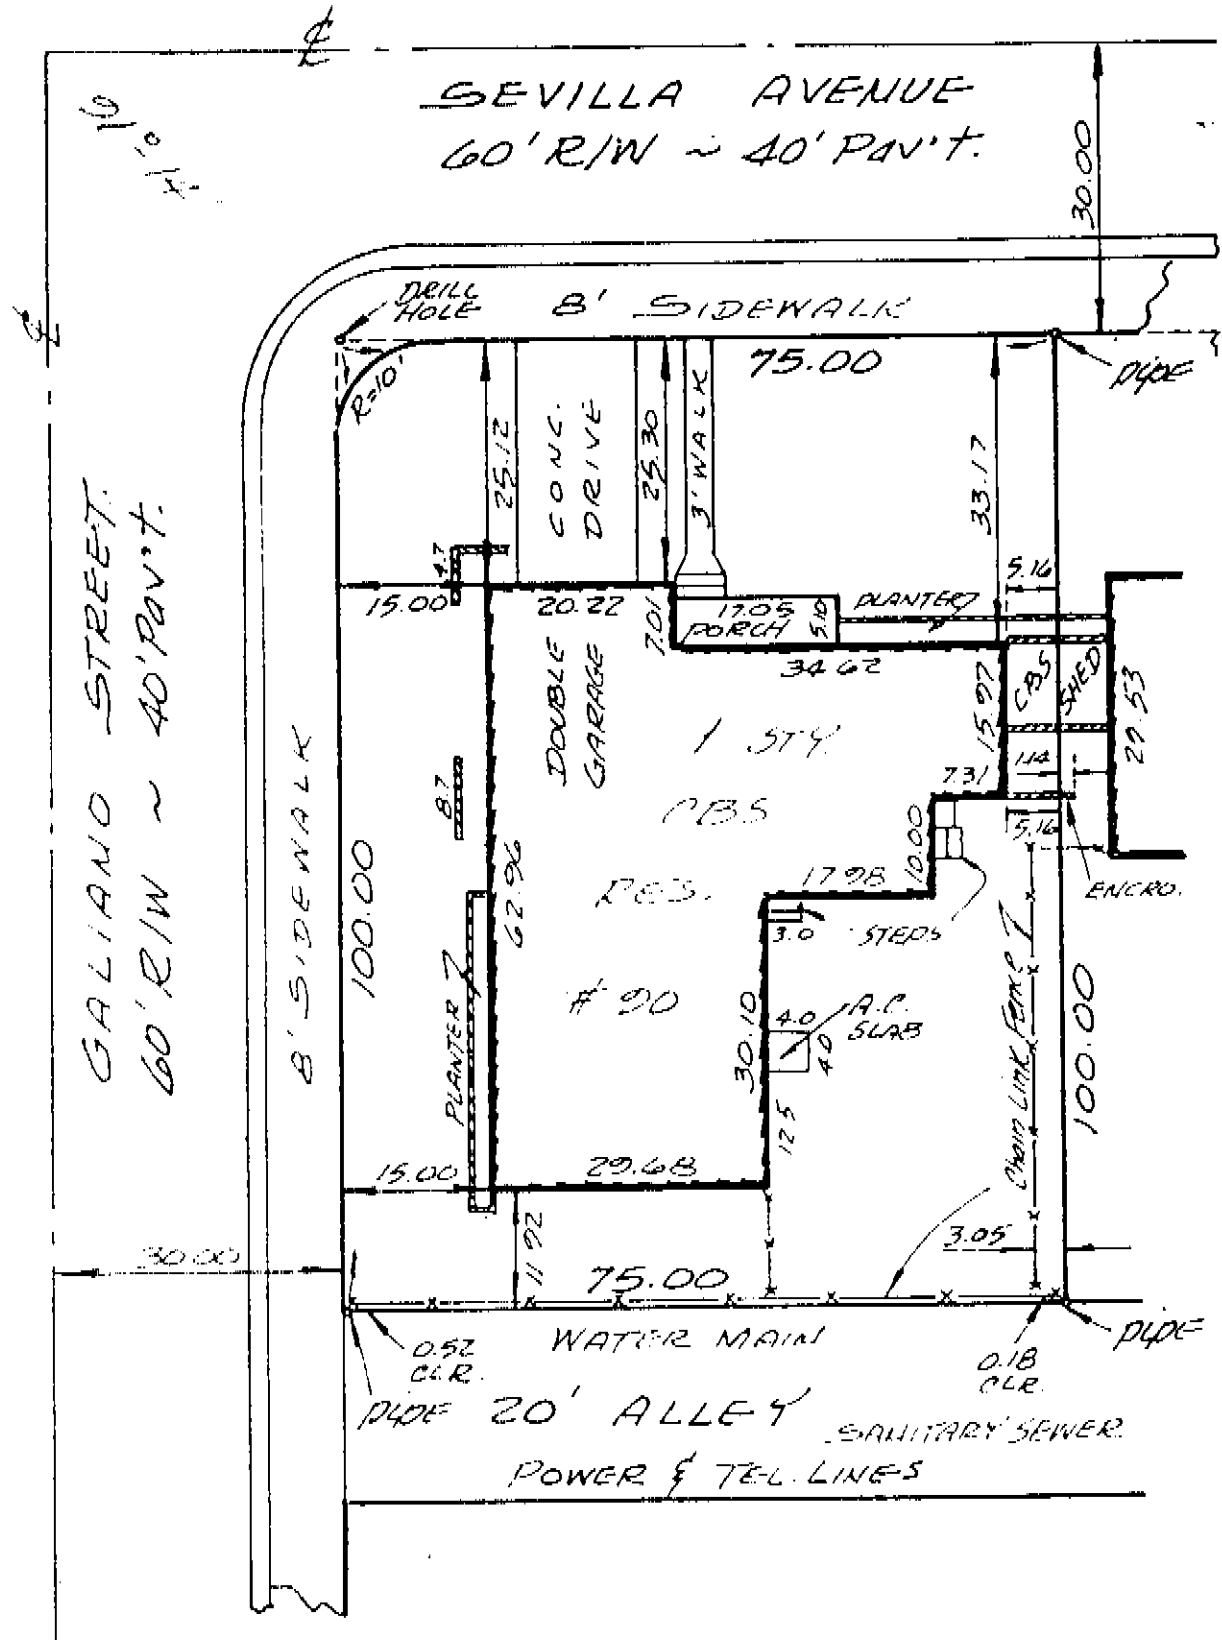 SEVILLA AVENUE
60' R/W ~ 40' Pav't.
30.00
DRILL
HOLE
8' SIDEWALK
R=10'
75.00
PIPE
25.12
CONC.
DRIVE
25.30
3' WALK
33.17
GALIANO STREET.
60' R/W ~ 40' Pav't.
4.7
15.00
20.22
7.01
17.05
PORCH
5.10
PLANTER
5.16
34.62
DOUBLE
GARAGE
15.97
CBS
SHED
29.53
1 STY.
CBS
RES.
# 90
7.31
1.14
5.16
8' SIDEWALK
8.7
62.96
100.00
10.00
17.98
ENCRO.
3.0
STEPS
PLANTER
30.10
4.0
4.0
A.C.
SLAB
12.5
Chain Link Fence
100.00
15.00
29.68
11.92
3.05
30.00
75.00
WATER MAIN
PIPE
0.52
CLR.
0.18
CLR.
PIPE
20' ALLEY
SANITARY SEWER
POWER & TEL. LINES